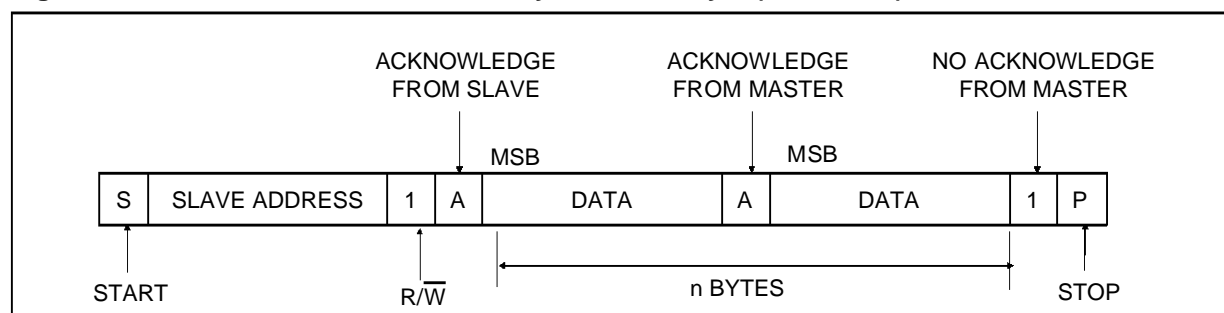 ACKNOWLEDGE
FROM SLAVE
ACKNOWLEDGE
FROM MASTER
NO ACKNOWLEDGE
FROM MASTER
MSB
MSB
S
SLAVE ADDRESS
1
A
DATA
A
DATA
1
P
START
R/W̅
n BYTES
STOP